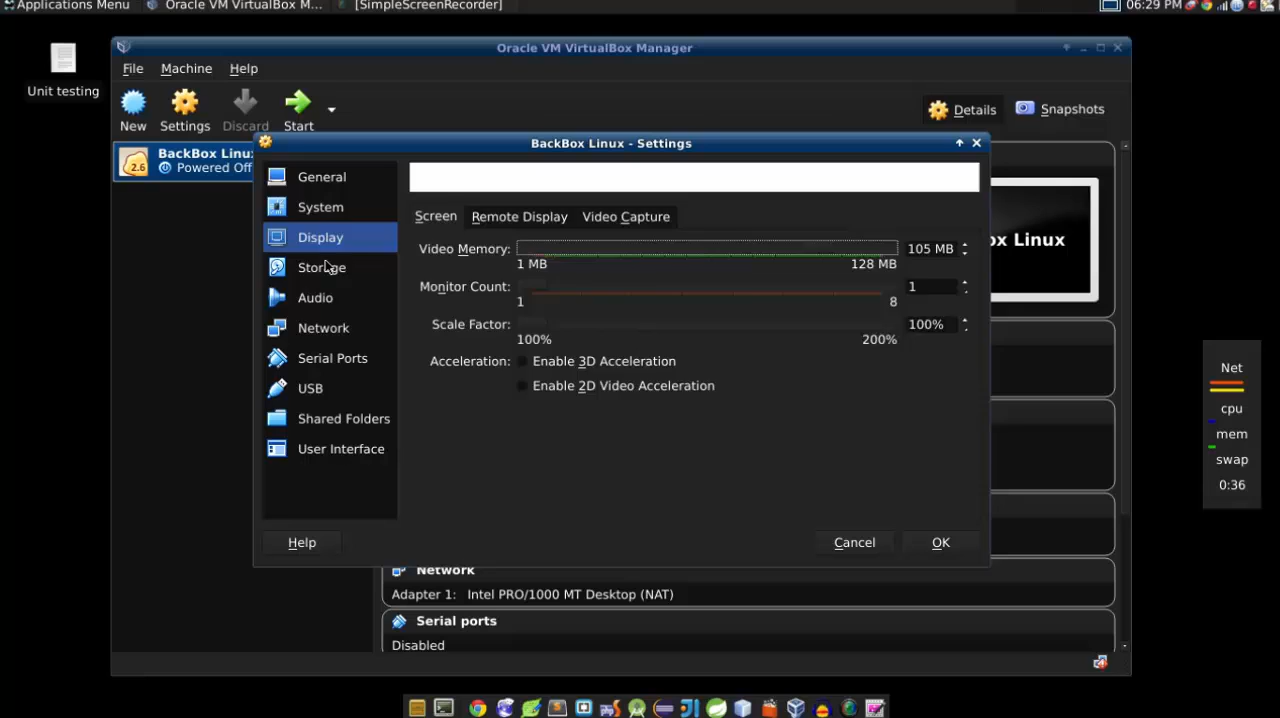 Applications Menu
Oracle VM VirtualBox M...
[SimpleScreenRecorder]
06:29 PM
Unit testing
Oracle VM VirtualBox Manager
File Machine Help
New Settings Discard Start
Details Snapshots
2.6
BackBox Linu
Powered Off
BackBox Linux - Settings
General
System
Display
Storage
Audio
Network
Serial Ports
USB
Shared Folders
User Interface
Screen Remote Display Video Capture
Video Memory: 105 MB
1 MB 128 MB
Monitor Count: 1
1 8
Scale Factor: 100%
100% 200%
Acceleration: Enable 3D Acceleration
Enable 2D Video Acceleration
Help Cancel OK
ox Linux
Network
Adapter 1: Intel PRO/1000 MT Desktop (NAT)
Serial ports
Disabled
Net
cpu
mem
swap
0:36